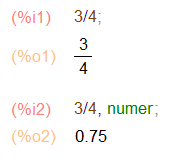 (%i1) 3/4;
(%o1) 3/4
(%i2) 3/4, numer;
(%o2) 0.75